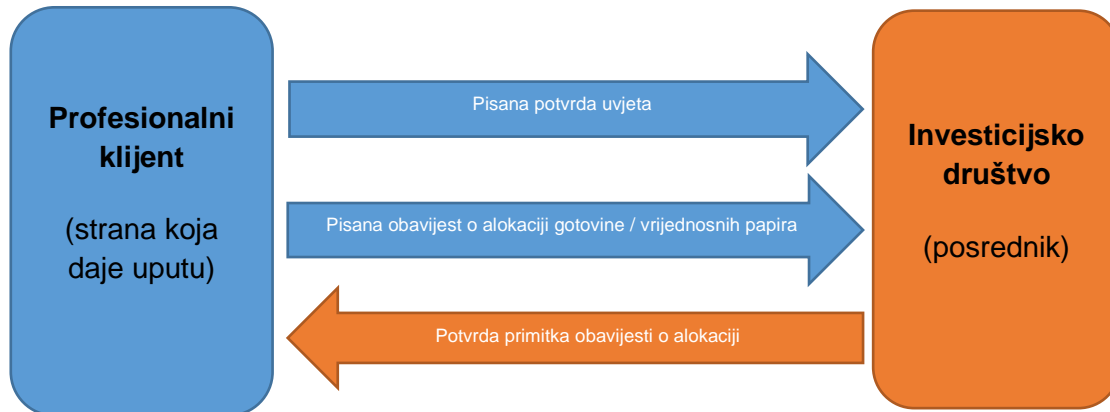 Profesionalni
klijent
(strana koja
daje uputu)
Pisana potvrda uvjeta
Pisana obavijest o alokaciji gotovine / vrijednosnih papira
Potvrda primitka obavijesti o alokaciji
Investicijsko
društvo
(posrednik)